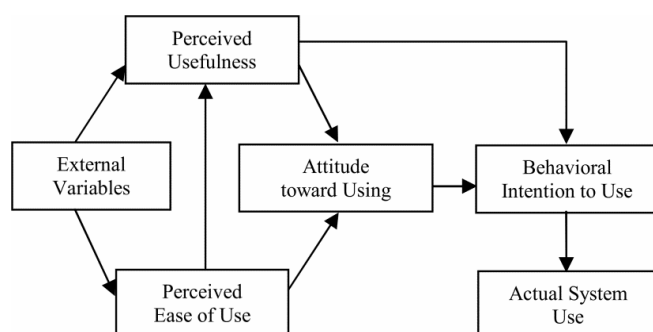 Perceived
Usefulness
External
Variables
Attitude
toward Using
Behavioral
Intention to Use
Perceived
Ease of Use
Actual System
Use